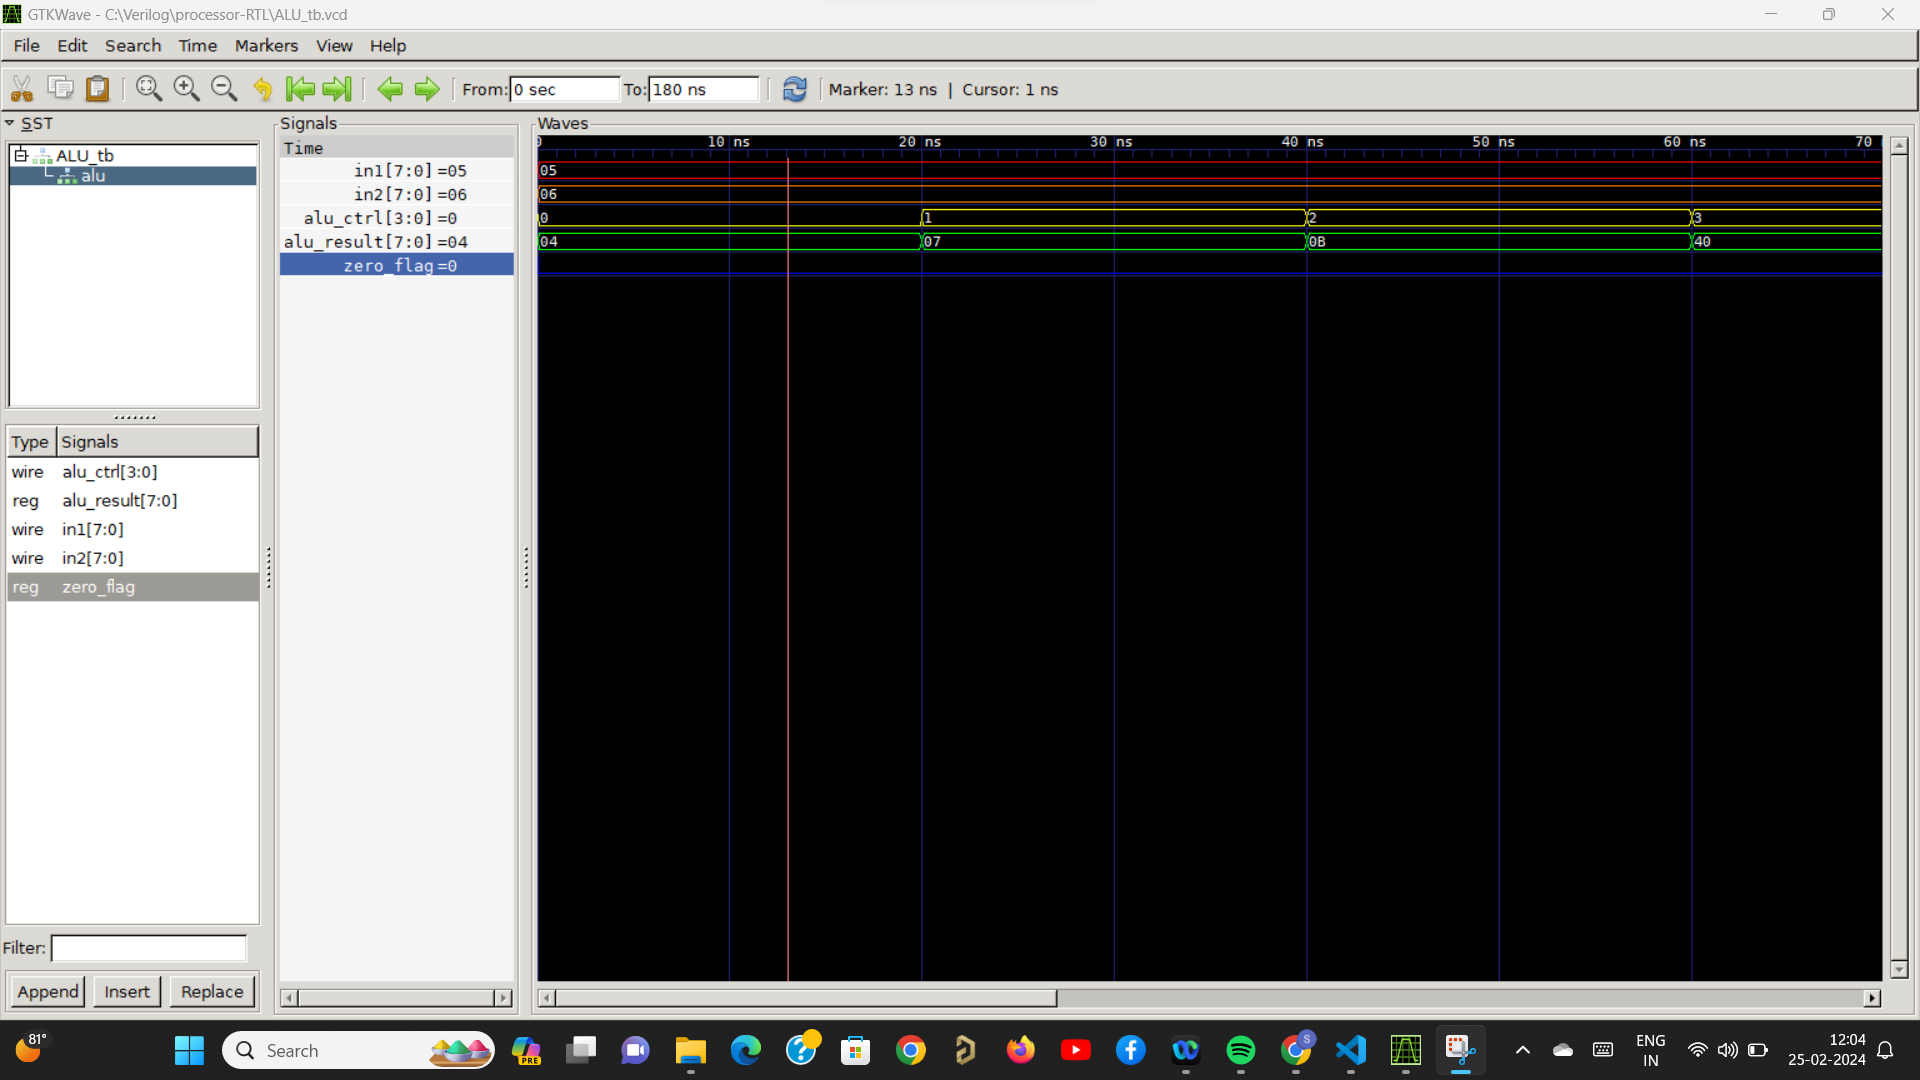 GTKWave - C:\Verilog\processor-RTL\ALU_tb.vcd
File Edit Search Time Markers View Help
From: 0 sec To: 180 ns Marker: 13 ns | Cursor: 1 ns
SST
ALU_tb
alu
Type Signals
wire alu_ctrl[3:0]
reg alu_result[7:0]
wire in1[7:0]
wire in2[7:0]
reg zero_flag
Filter:
Append Insert Replace
Signals
Time
in1[7:0] =05
in2[7:0] =06
alu_ctrl[3:0] =0
alu_result[7:0] =04
zero_flag =0
Waves
0 10 ns 20 ns 30 ns 40 ns 50 ns 60 ns 70
05
06
0 1 2 3
04 07 0B 40
81°
Search
PRE
S
ENG
IN
12:04
25-02-2024